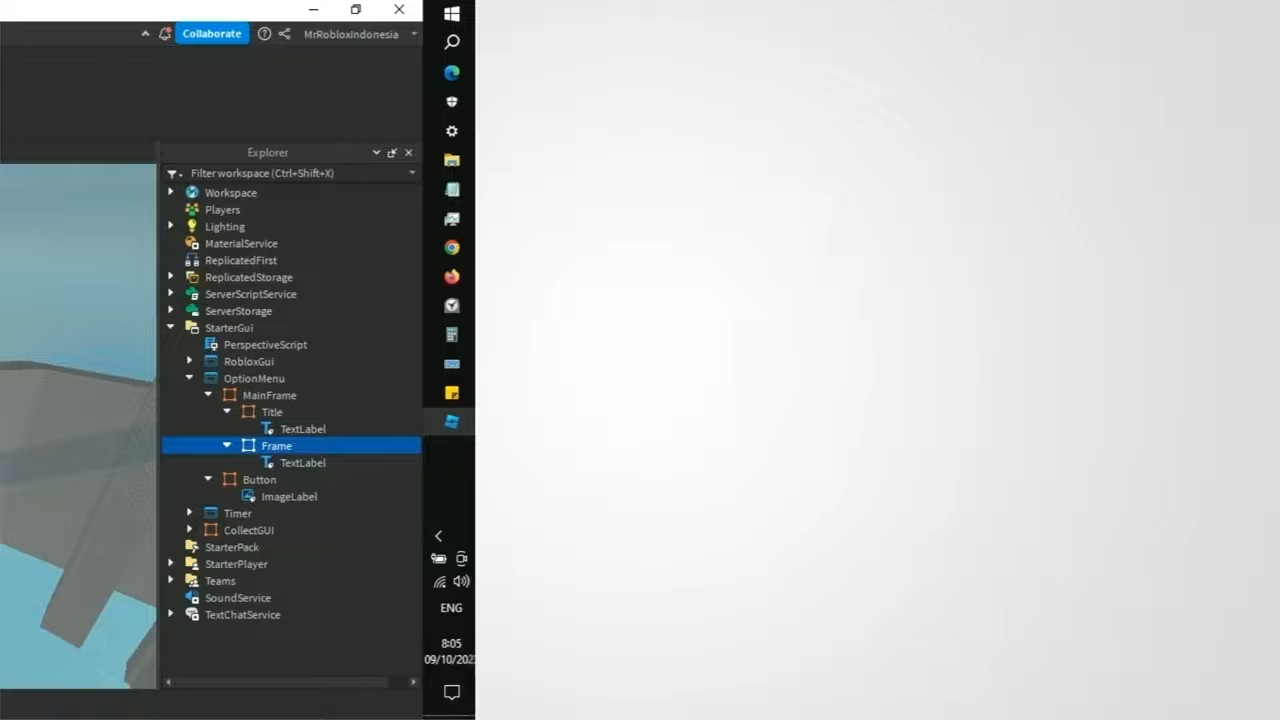 Collaborate
MrRobloxIndonesia
Explorer
Filter workspace (Ctrl+Shift+X)
Workspace
Players
Lighting
MaterialService
ReplicatedFirst
ReplicatedStorage
ServerScriptService
ServerStorage
StarterGui
PerspectiveScript
RobloxGui
OptionMenu
MainFrame
Title
TextLabel
Frame
TextLabel
Button
ImageLabel
Timer
CollectGUI
StarterPack
StarterPlayer
Teams
SoundService
TextChatService
ENG
8:05
09/10/202